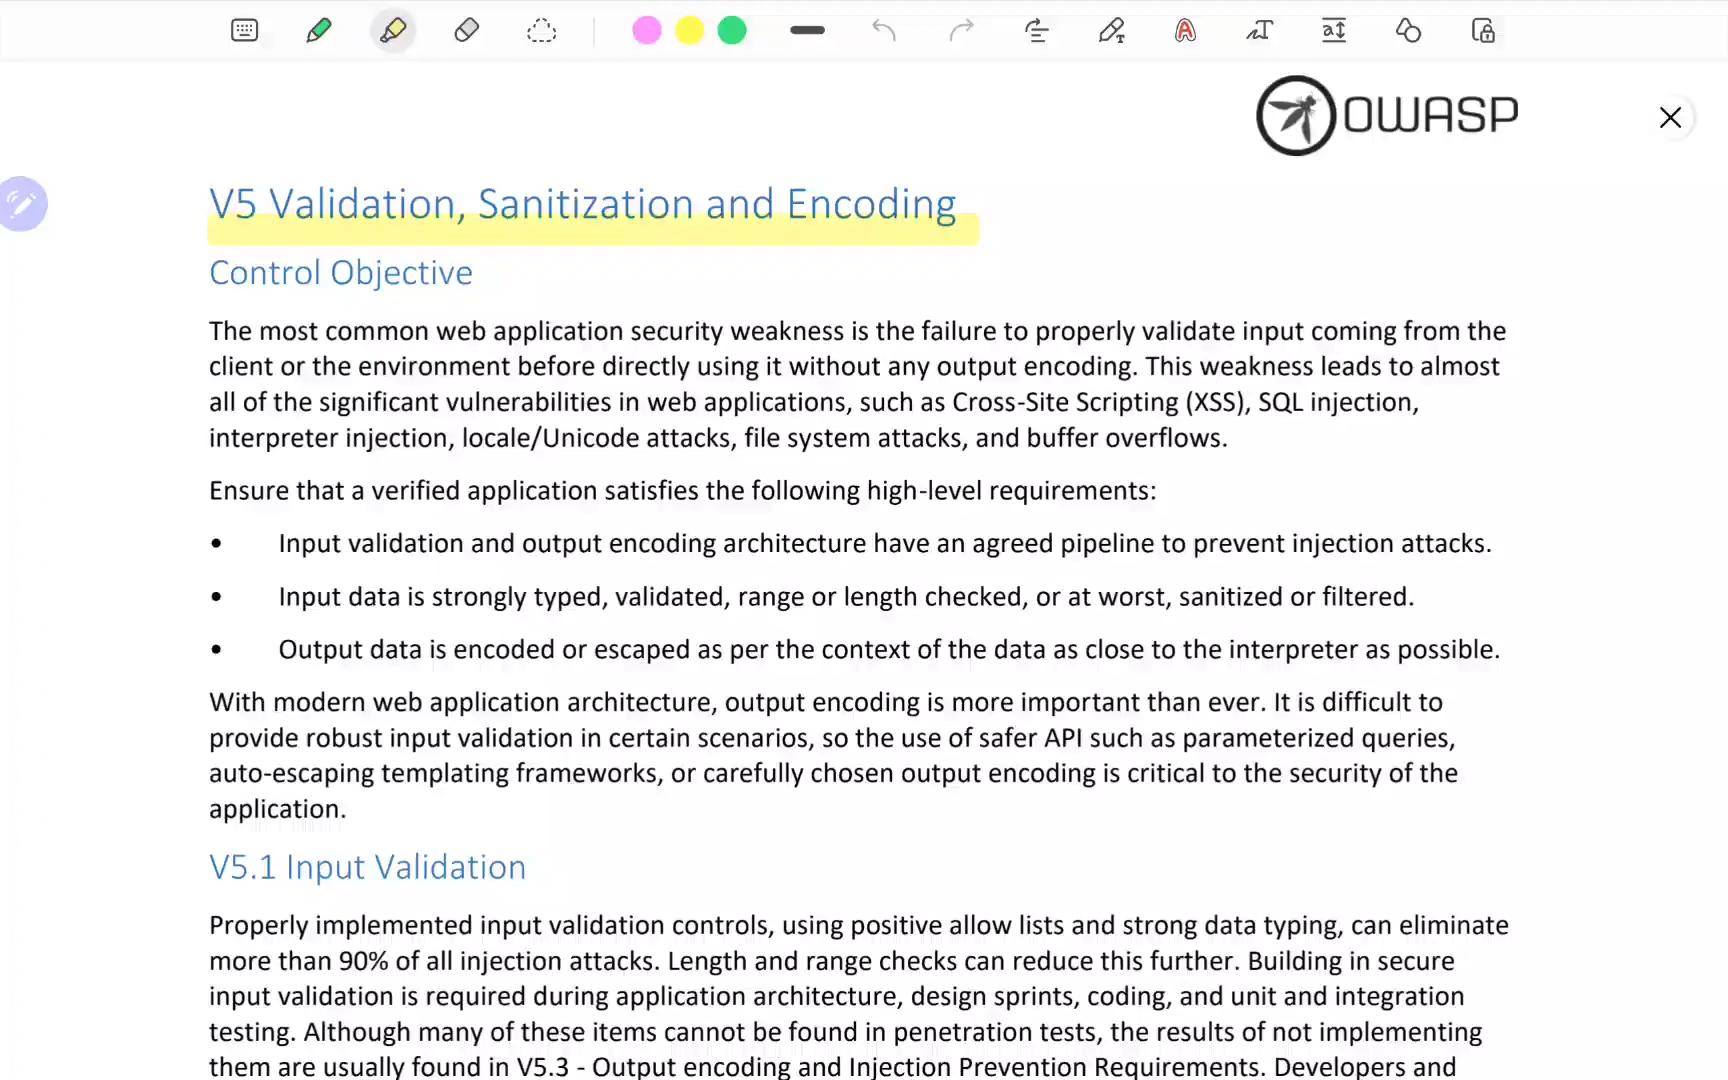 OWASP
V5 Validation, Sanitization and Encoding
Control Objective
The most common web application security weakness is the failure to properly validate input coming from the
client or the environment before directly using it without any output encoding. This weakness leads to almost
all of the significant vulnerabilities in web applications, such as Cross-Site Scripting (XSS), SQL injection,
interpreter injection, locale/Unicode attacks, file system attacks, and buffer overflows.
Ensure that a verified application satisfies the following high-level requirements:
• Input validation and output encoding architecture have an agreed pipeline to prevent injection attacks.
• Input data is strongly typed, validated, range or length checked, or at worst, sanitized or filtered.
• Output data is encoded or escaped as per the context of the data as close to the interpreter as possible.
With modern web application architecture, output encoding is more important than ever. It is difficult to
provide robust input validation in certain scenarios, so the use of safer API such as parameterized queries,
auto-escaping templating frameworks, or carefully chosen output encoding is critical to the security of the
application.
V5.1 Input Validation
Properly implemented input validation controls, using positive allow lists and strong data typing, can eliminate
more than 90% of all injection attacks. Length and range checks can reduce this further. Building in secure
input validation is required during application architecture, design sprints, coding, and unit and integration
testing. Although many of these items cannot be found in penetration tests, the results of not implementing
them are usually found in V5.3 - Output encoding and Injection Prevention Requirements. Developers and